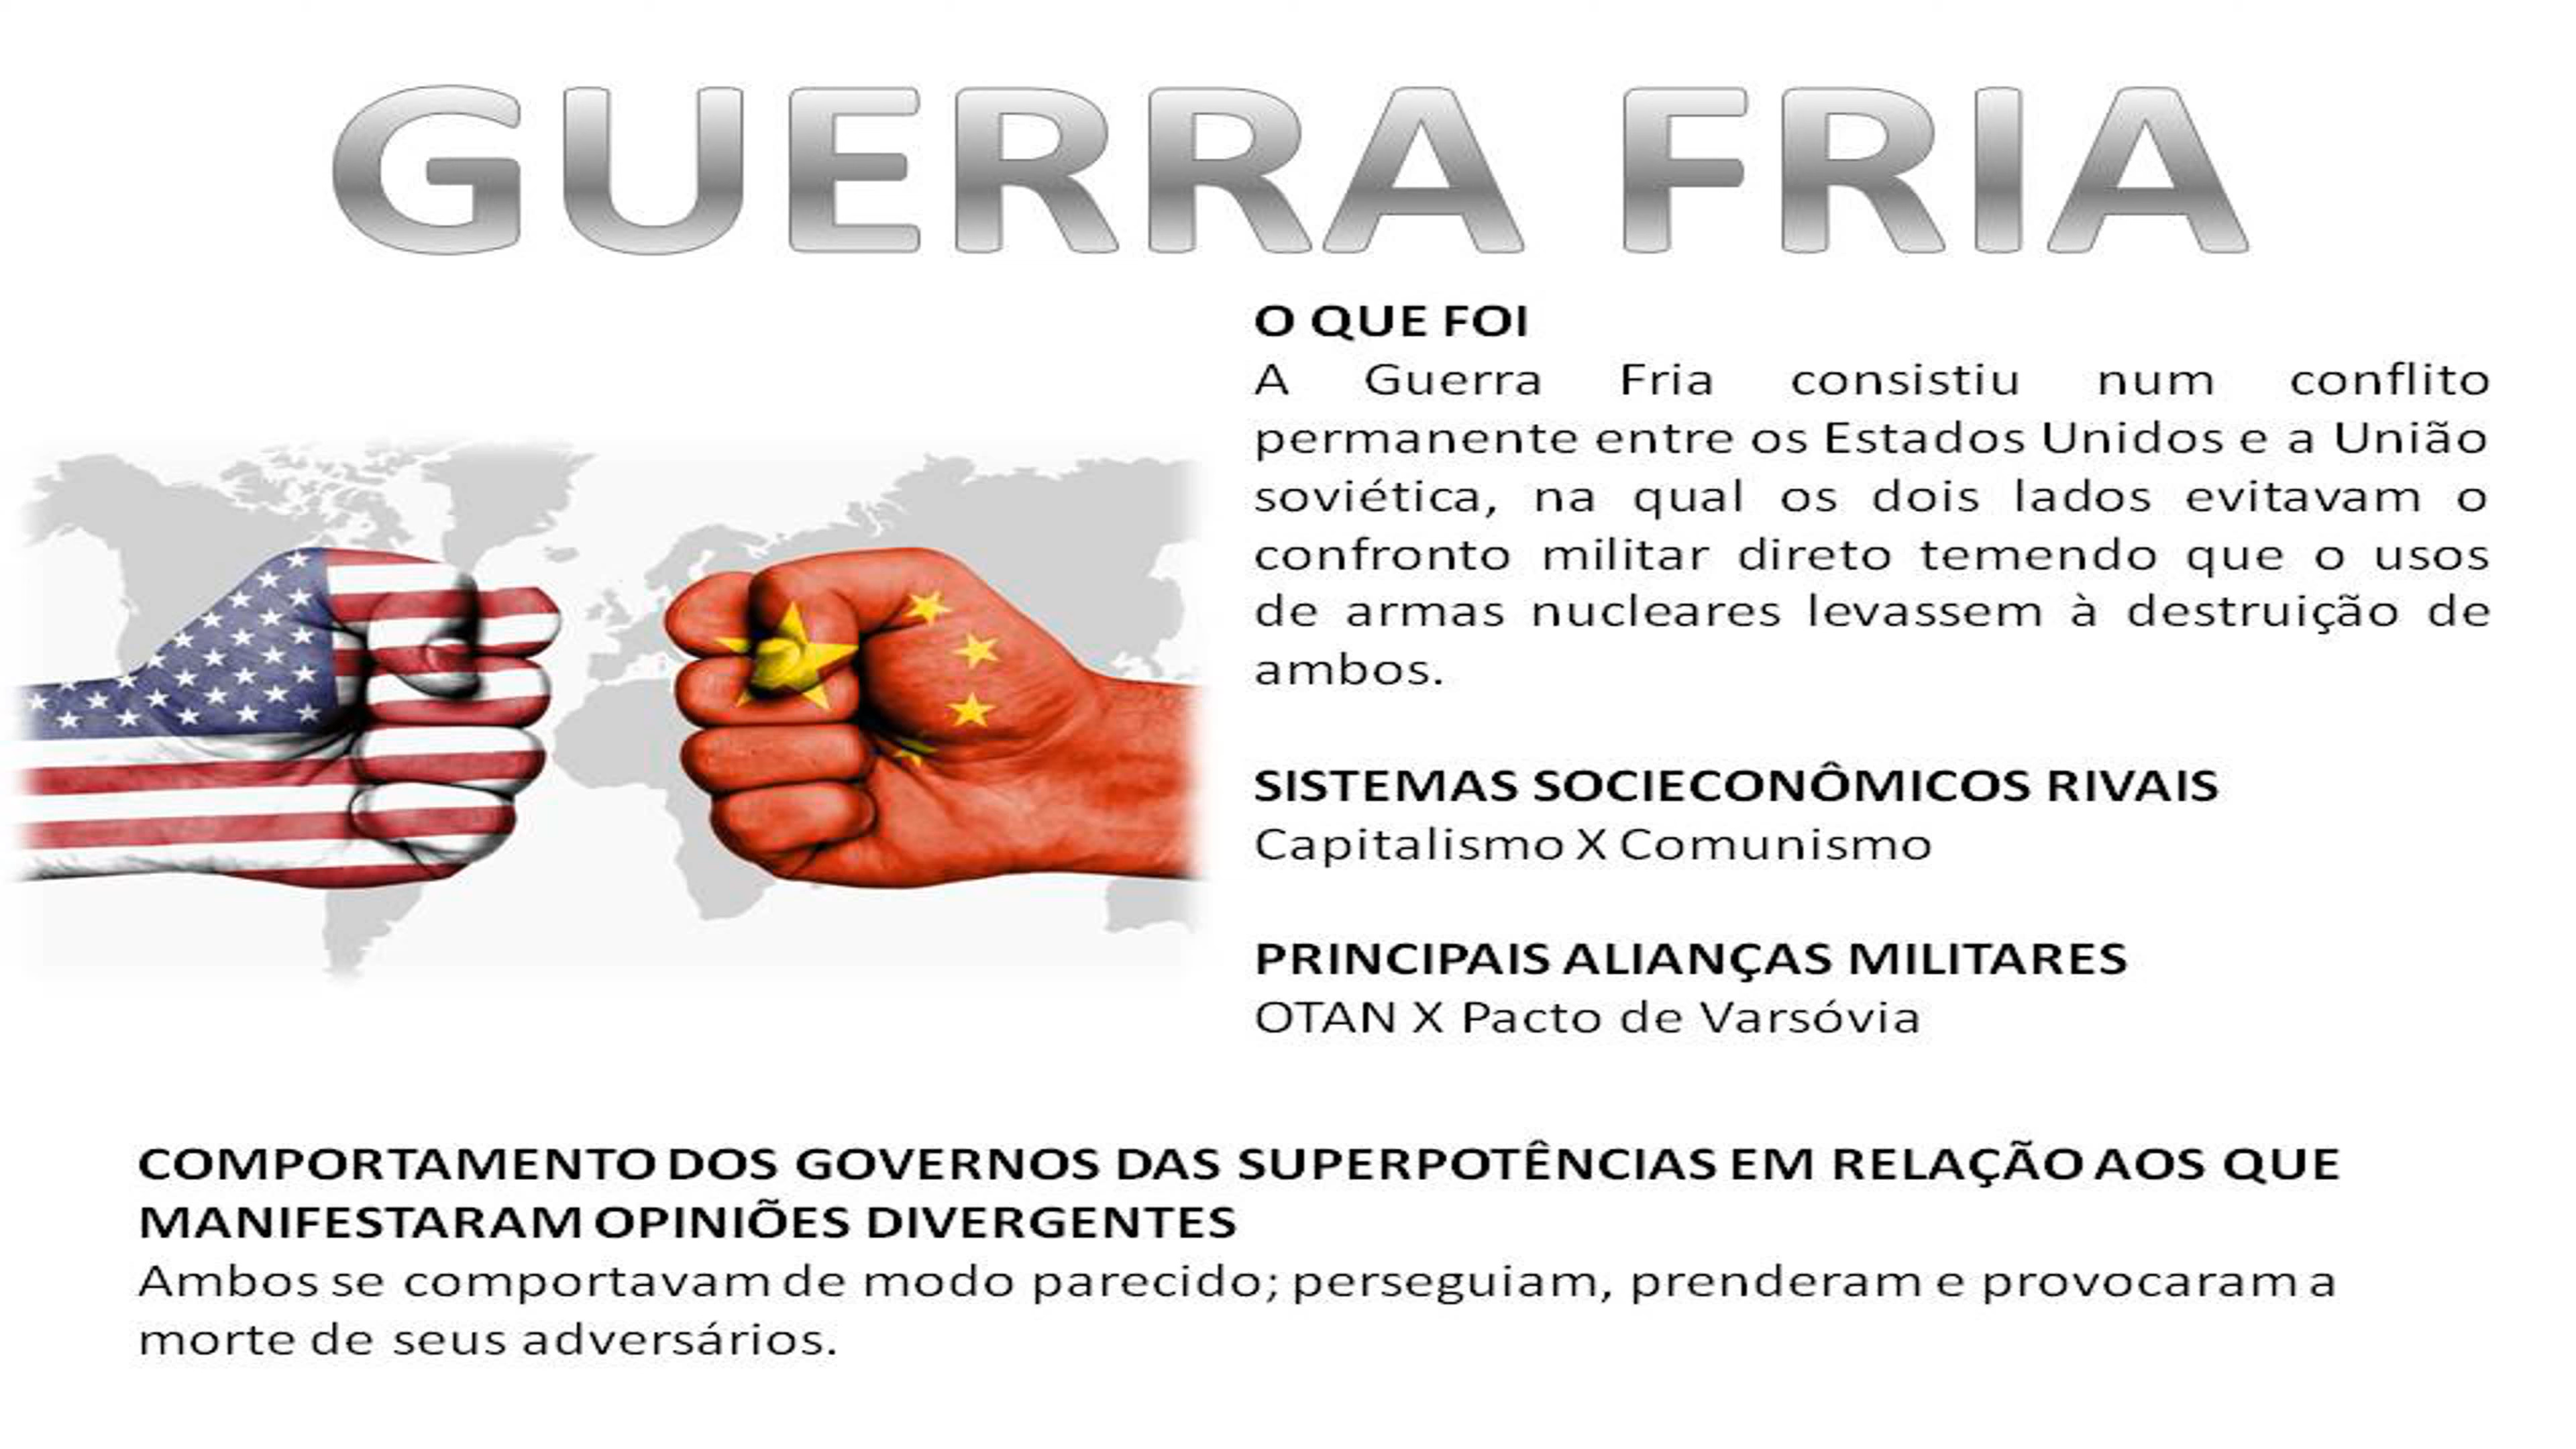 GUERRA FRIA
O QUE FOI
A Guerra Fria consistiu num conflito
permanente entre os Estados Unidos e a União
soviética, na qual os dois lados evitavam o
confronto militar direto temendo que o usos
de armas nucleares levassem à destruição de
ambos.
SISTEMAS SOCIECONÔMICOS RIVAIS
Capitalismo X Comunismo
PRINCIPAIS ALIANÇAS MILITARES
OTAN X Pacto de Varsóvia
COMPORTAMENTO DOS GOVERNOS DAS SUPERPOTÊNCIAS EM RELAÇÃO AOS QUE
MANIFESTARAM OPINIÕES DIVERGENTES
Ambos se comportavam de modo parecido; perseguiam, prenderam e provocaram a
morte de seus adversários.